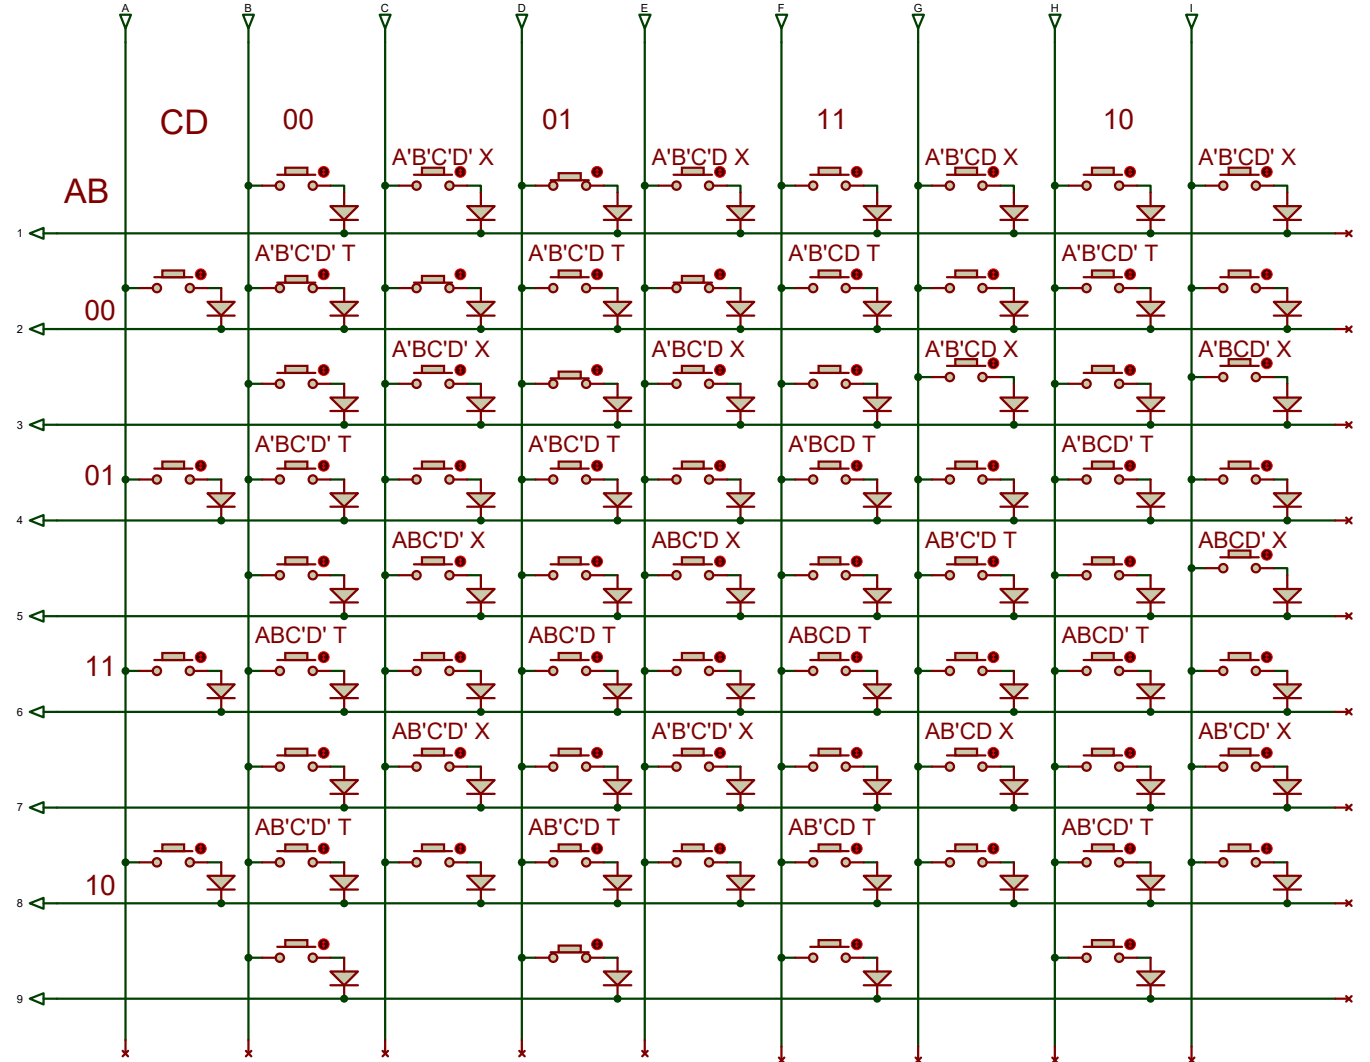 A B C D E F G H I
CD 00 01 11 10
A'B'C'D' X A'B'C'D X A'B'CD X A'B'CD' X
AB
1
A'B'C'D' T A'B'C'D T A'B'CD T A'B'CD' T
00
2
A'BC'D' X A'BC'D X A'B'CD X A'BCD' X
3
A'BC'D' T A'BC'D T A'BCD T A'BCD' T
01
4
ABC'D' X ABC'D X AB'C'D T ABCD' X
5
ABC'D' T ABC'D T ABCD T ABCD' T
11
6
AB'C'D' X A'B'C'D' X AB'CD X AB'CD' X
7
AB'C'D' T AB'C'D T AB'CD T AB'CD' T
10
8
9